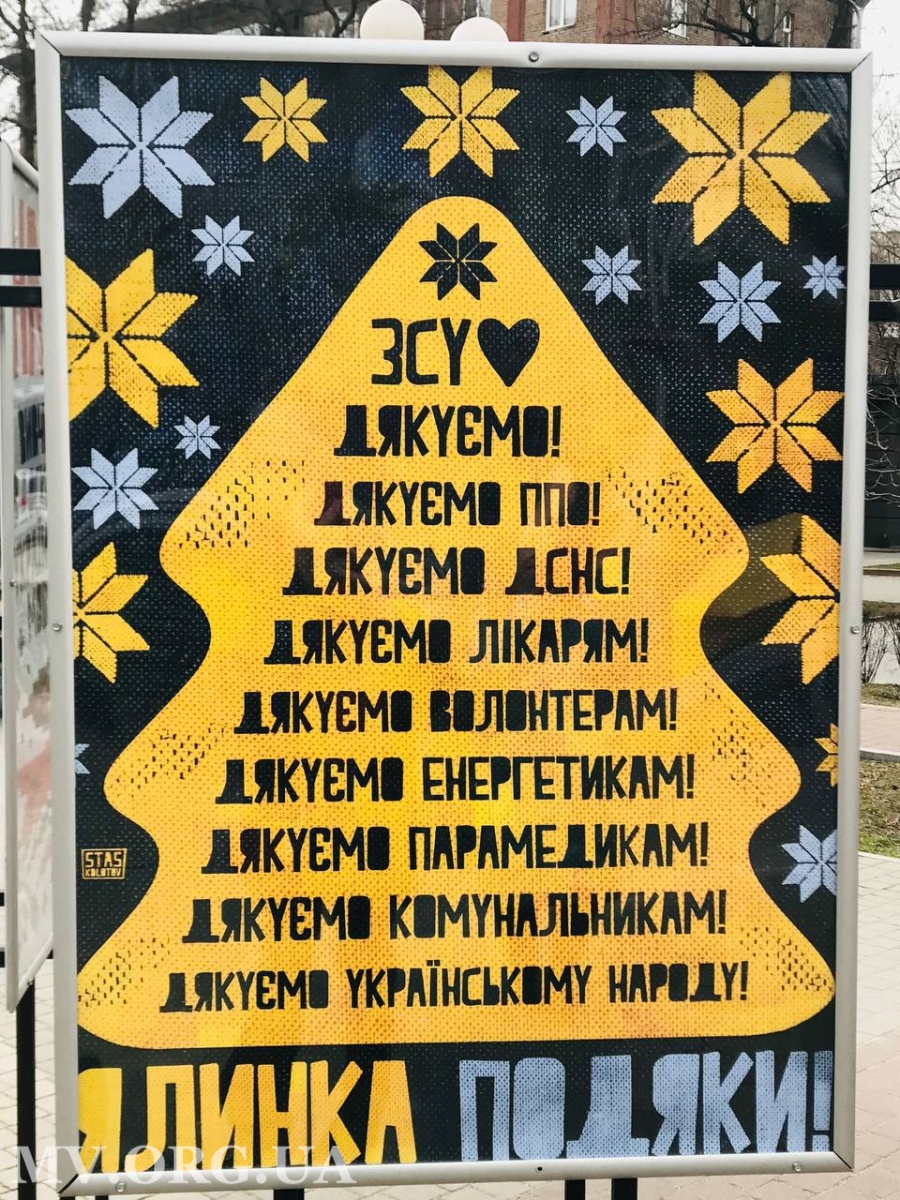 ЗСУ♥
ДЯКУЄМО!
ДЯКУЄМО ППО!
ДЯКУЄМО ДСНС!
ДЯКУЄМО ЛІКАРЯМ!
ДЯКУЄМО ВОЛОНТЕРАМ!
ДЯКУЄМО ЕНЕРГЕТИКАМ!
ДЯКУЄМО ПАРАМЕДИКАМ!
STAS
KOLOTOV
ДЯКУЄМО КОМУНАЛЬНИКАМ!
ДЯКУЄМО УКРАЇНСЬКОМУ НАРОДУ!
ЯЛИНКА ПОДЯКИ!
MV.ORG.UA